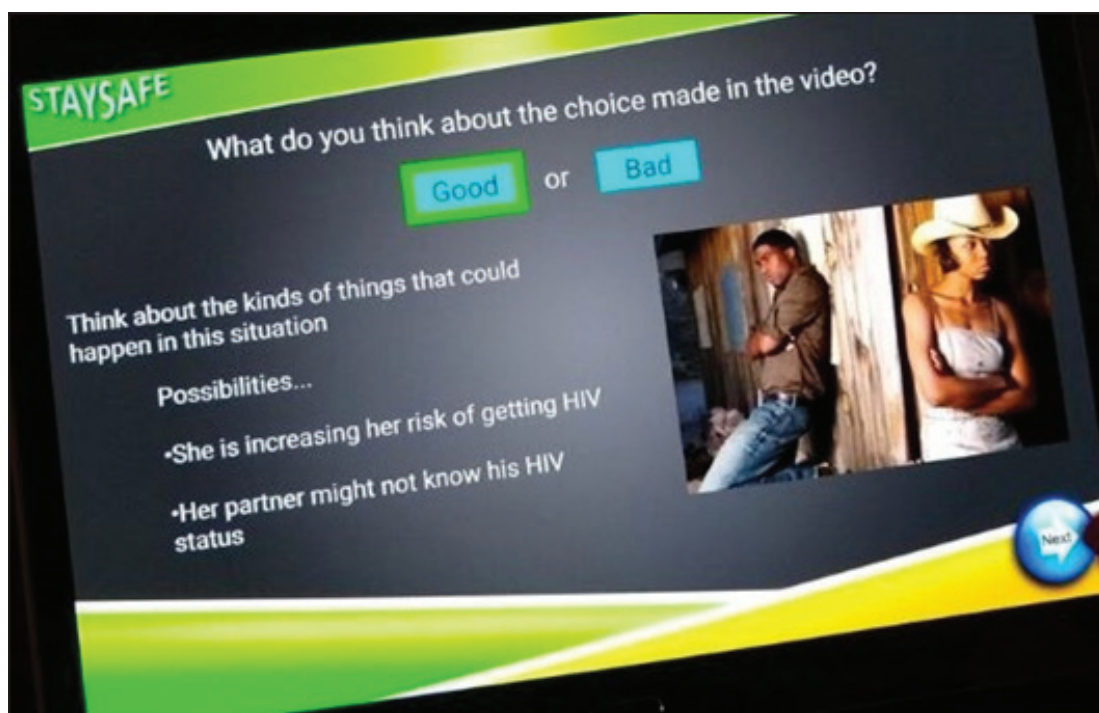 STAYSAFE
What do you think about the choice made in the video?
Good or Bad
Think about the kinds of things that could
happen in this situation
Possibilities...
•She is increasing her risk of getting HIV
•Her partner might not know his HIV
status
Next